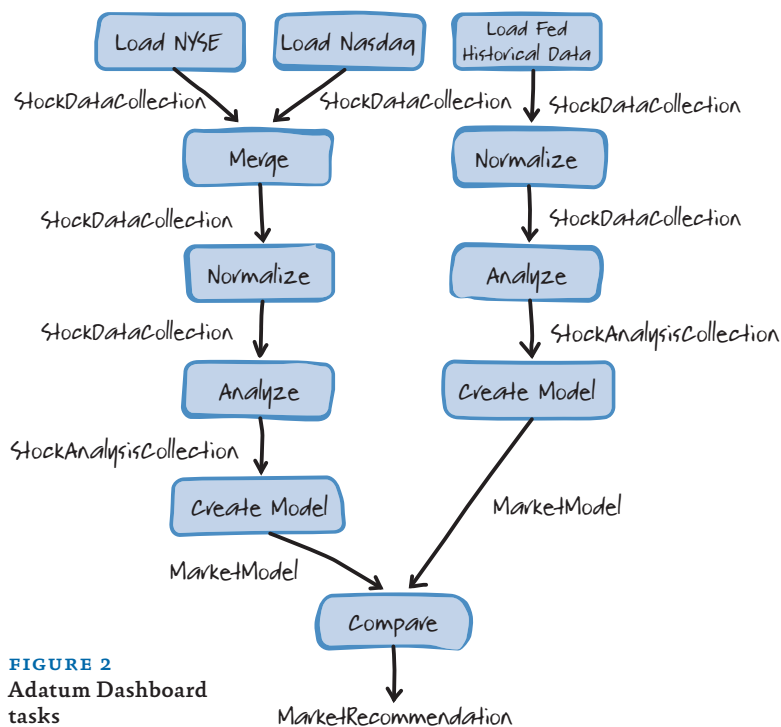 Load NYSE
Load Nasdaq
Load Fed
Historical Data
StockDataCollection
StockDataCollection
StockDataCollection
Merge
Normalize
StockDataCollection
StockDataCollection
Normalize
Analyze
StockDataCollection
StockAnalysisCollection
Analyze
Create Model
StockAnalysisCollection
Create Model
MarketModel
MarketModel
Compare
FIGURE 2
Adatum Dashboard
tasks
MarketRecommendation